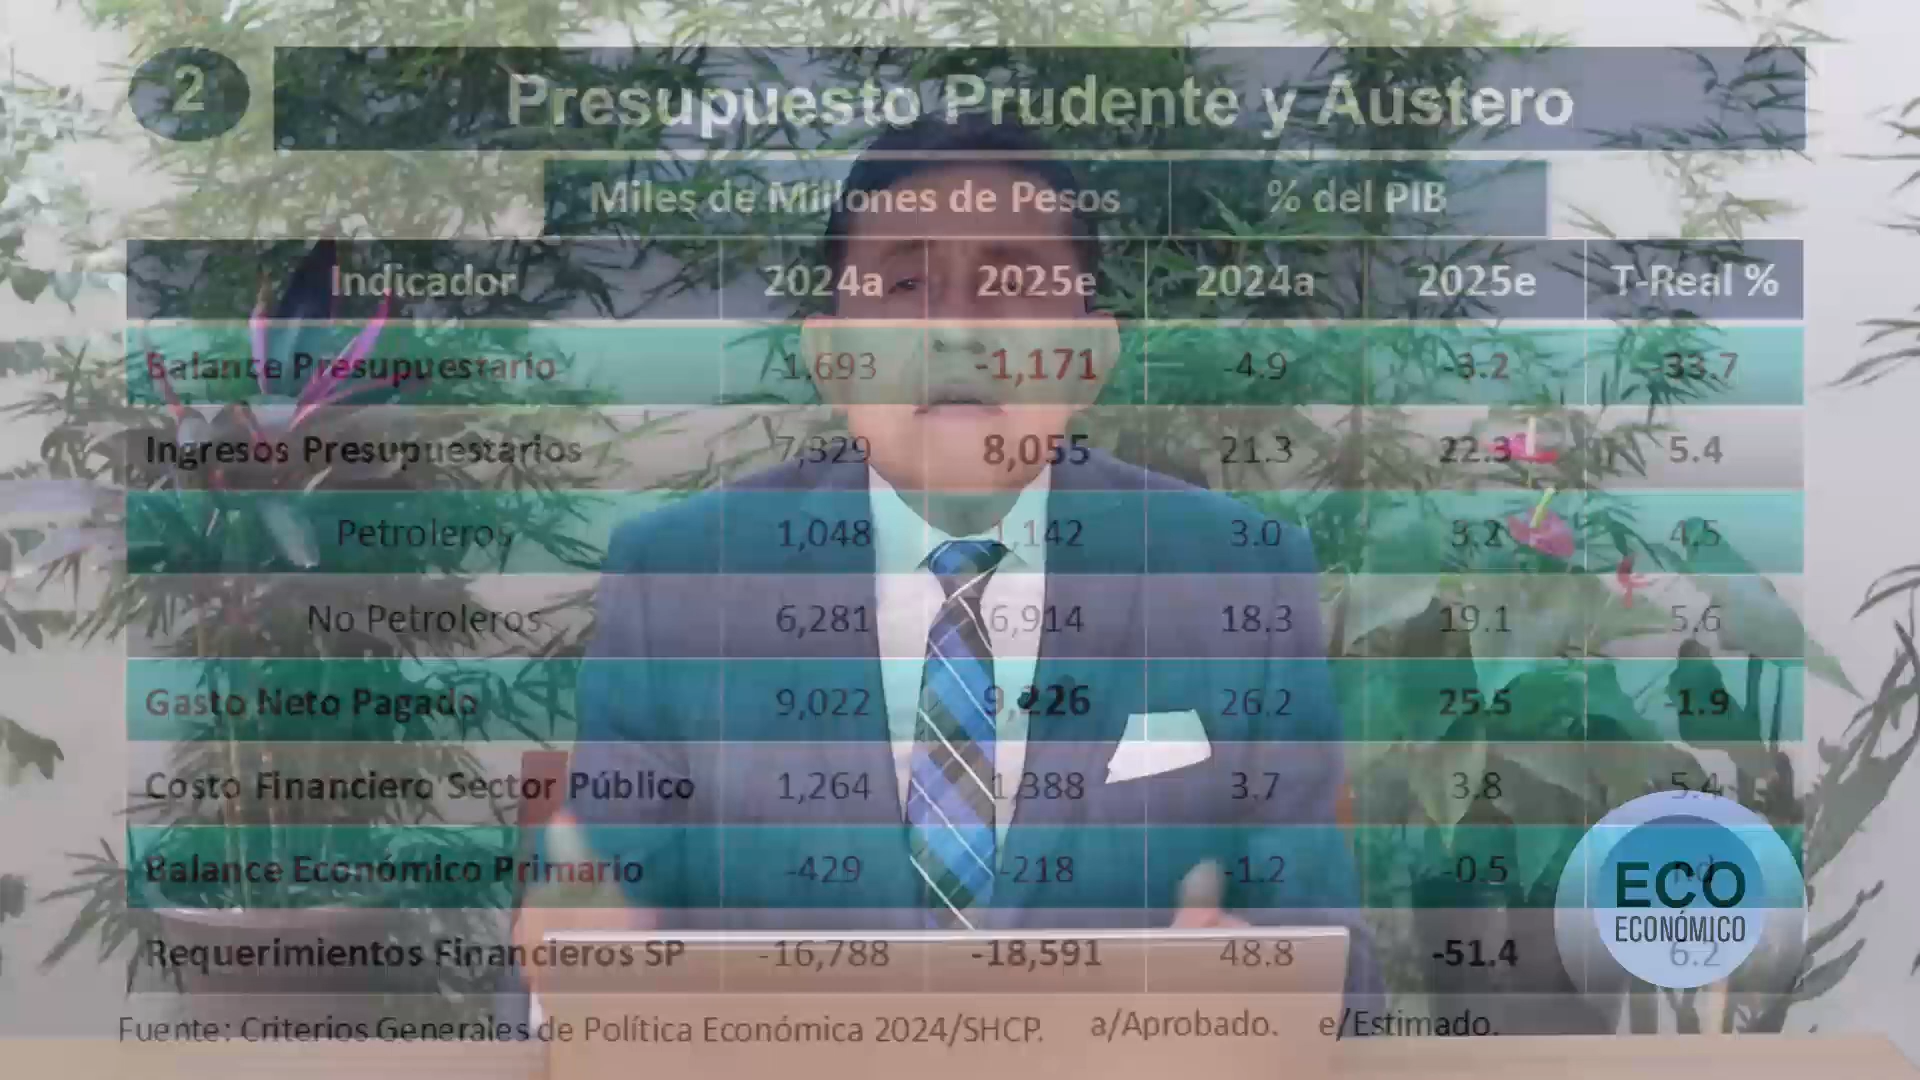 2 Presupuesto Prudente y Austero
Miles de Millones de Pesos % del PIB
Indicador 2024a 2025e 2024a 2025e T-Real %
Balance Presupuestario -1,693 -1,171 -4.9 -3.2 -33.7
Ingresos Presupuestarios 7,329 8,055 21.3 22.3 5.4
Petroleros 1,048 1,142 3.0 3.2 4.5
No Petroleros 6,281 6,914 18.3 19.1 5.6
Gasto Neto Pagado 9,022 9,226 26.2 25.5 -1.9
Costo Financiero Sector Público 1,264 1,388 3.7 3.8 5.4
Balance Económico Primario -429 -218 -1.2 -0.5
Requerimientos Financieros SP -16,788 -18,591 48.8 -51.4 6.2
Fuente: Criterios Generales de Política Económica 2024/SHCP. a/Aprobado. e/Estimado.
ECO
ECONÓMICO